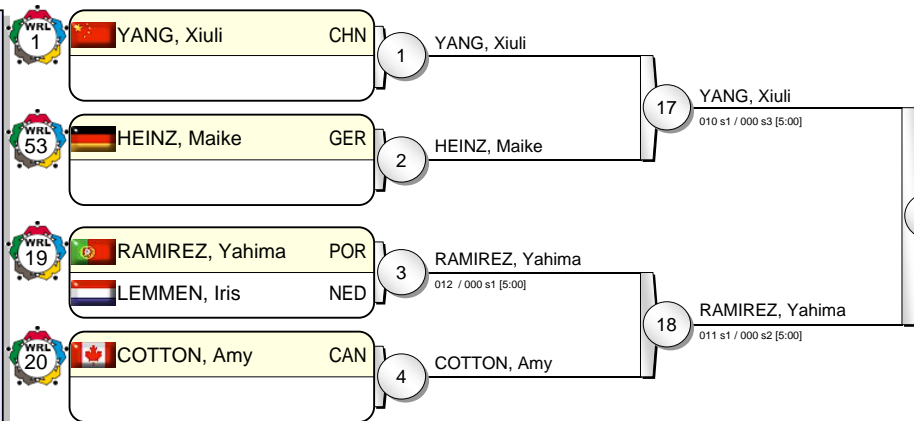 WRL
1
YANG, Xiuli CHN
1
YANG, Xiuli
WRL
53
HEINZ, Maike GER
2
HEINZ, Maike
17
YANG, Xiuli
010 s1 / 000 s3 [5:00]
WRL
19
RAMIREZ, Yahima POR
LEMMEN, Iris NED
3
RAMIREZ, Yahima
012 / 000 s1 [5:00]
WRL
20
COTTON, Amy CAN
4
COTTON, Amy
18
RAMIREZ, Yahima
011 s1 / 000 s2 [5:00]